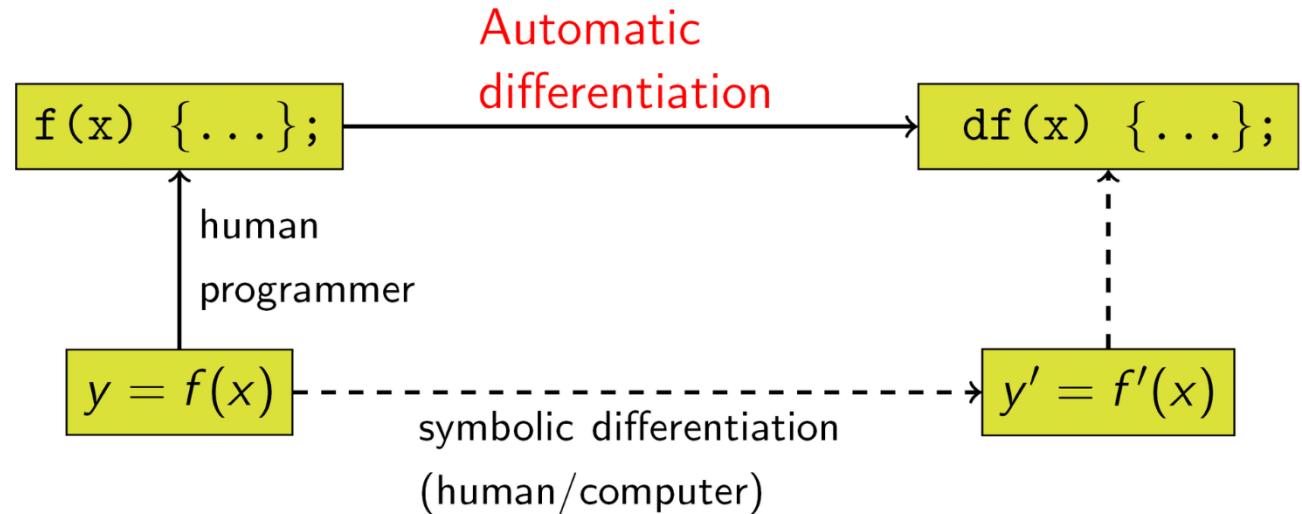 Automatic
differentiation
f(x) {...};
df(x) {...};
human
programmer
y = f(x)
y′ = f′(x)
symbolic differentiation
(human/computer)